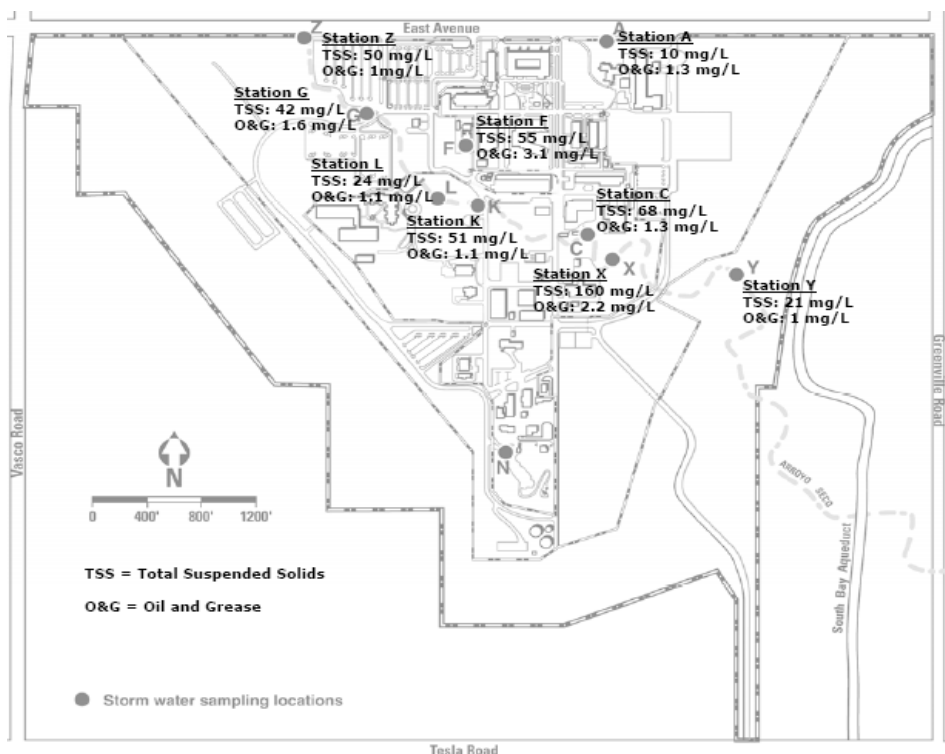 Z
East Avenue
A
Station Z
TSS: 50 mg/L
O&G: 1mg/L
Station A
TSS: 10 mg/L
O&G: 1.3 mg/L
Station G
TSS: 42 mg/L
O&G: 1.6 mg/L
G
Station F
TSS: 55 mg/L
O&G: 3.1 mg/L
F
Station L
TSS: 24 mg/L
O&G: 1.1 mg/L
L
K
Station K
TSS: 51 mg/L
O&G: 1.1 mg/L
Station C
TSS: 68 mg/L
O&G: 1.3 mg/L
C
X
Station X
TSS: 160 mg/L
O&G: 2.2 mg/L
Y
Station Y
TSS: 21 mg/L
O&G: 1 mg/L
Greenville Road
Vasco Road
N
N
0 400' 800' 1200'
ARROYO SECO
South Bay Aqueduct
TSS = Total Suspended Solids
O&G = Oil and Grease
Storm water sampling locations
Tesla Road